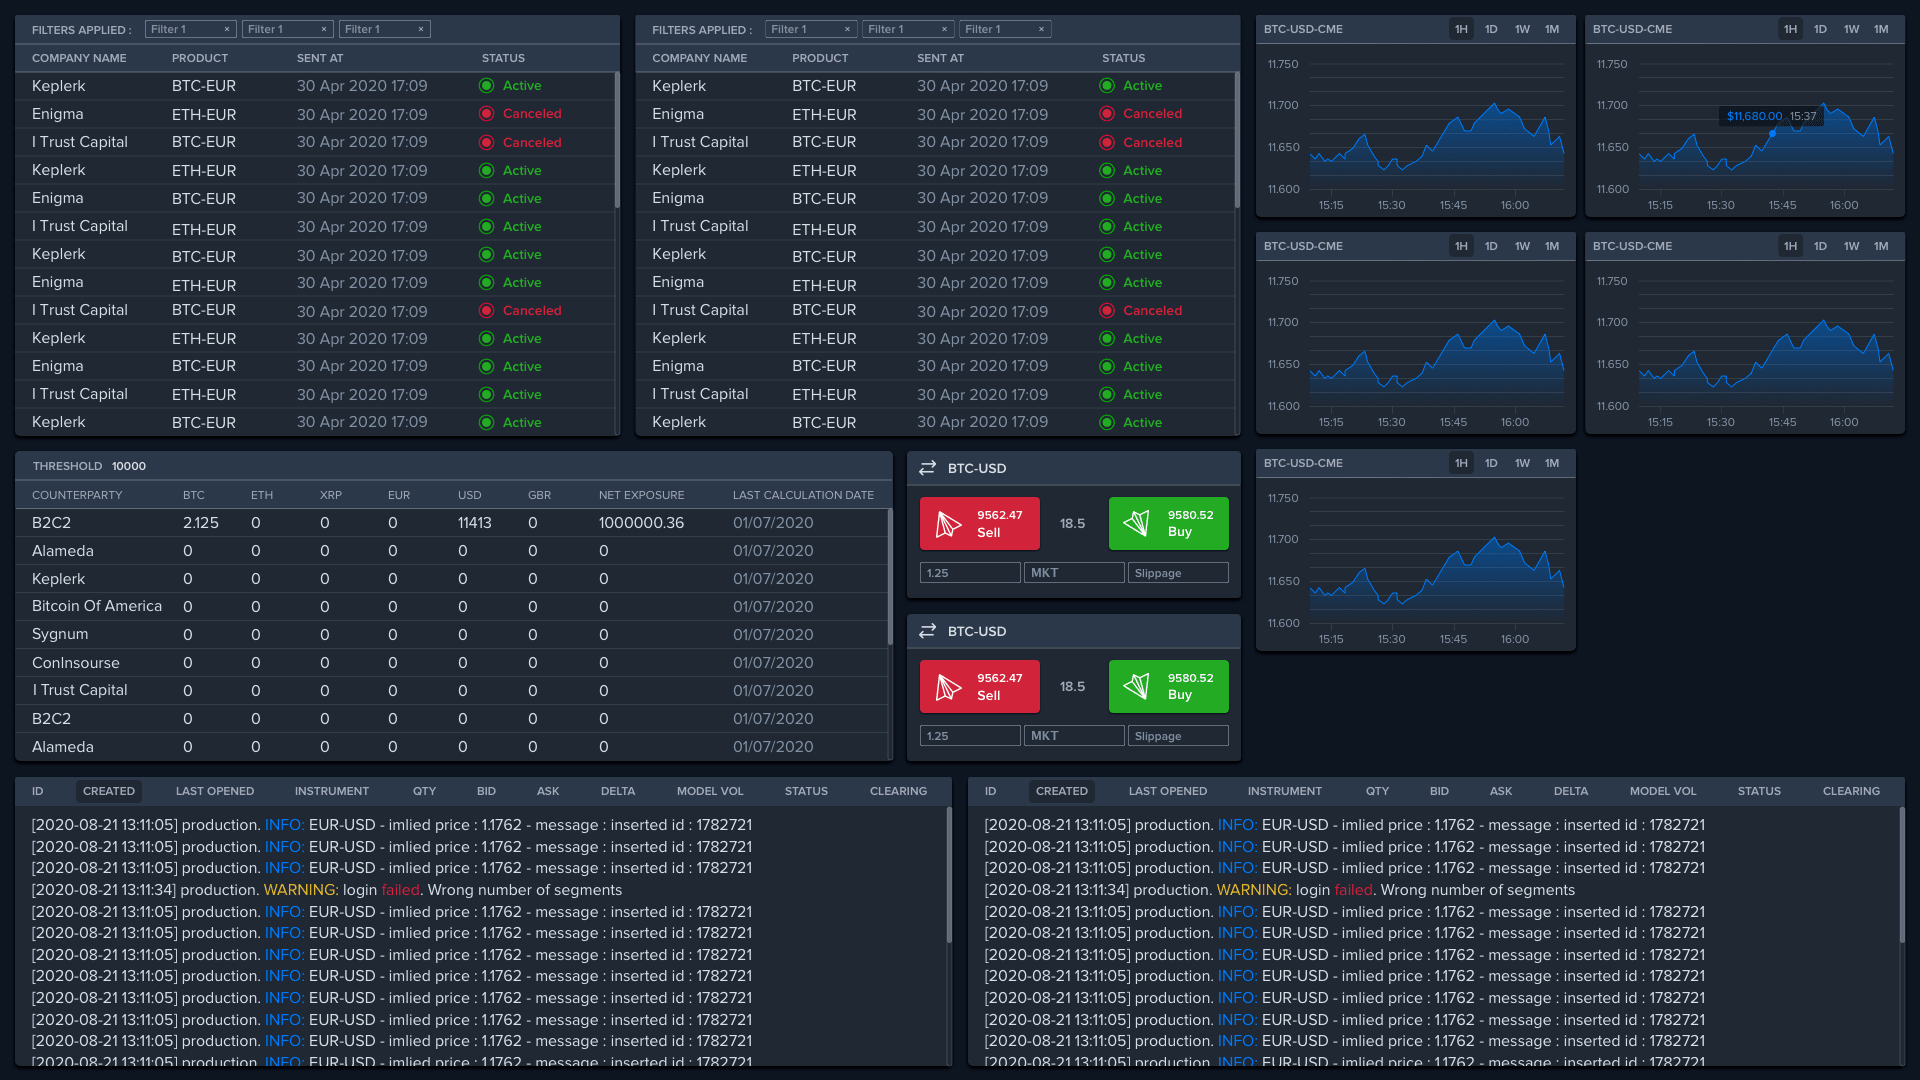 FILTERS APPLIED : Filter 1 × Filter 1 × Filter 1 ×
COMPANY NAME PRODUCT SENT AT STATUS
Keplerk BTC-EUR 30 Apr 2020 17:09 Active
Enigma ETH-EUR 30 Apr 2020 17:09 Canceled
I Trust Capital BTC-EUR 30 Apr 2020 17:09 Canceled
Keplerk ETH-EUR 30 Apr 2020 17:09 Active
Enigma BTC-EUR 30 Apr 2020 17:09 Active
I Trust Capital ETH-EUR 30 Apr 2020 17:09 Active
Keplerk BTC-EUR 30 Apr 2020 17:09 Active
Enigma ETH-EUR 30 Apr 2020 17:09 Active
I Trust Capital BTC-EUR 30 Apr 2020 17:09 Canceled
Keplerk ETH-EUR 30 Apr 2020 17:09 Active
Enigma BTC-EUR 30 Apr 2020 17:09 Active
I Trust Capital ETH-EUR 30 Apr 2020 17:09 Active
Keplerk BTC-EUR 30 Apr 2020 17:09 Active
FILTERS APPLIED : Filter 1 × Filter 1 × Filter 1 ×
COMPANY NAME PRODUCT SENT AT STATUS
Keplerk BTC-EUR 30 Apr 2020 17:09 Active
Enigma ETH-EUR 30 Apr 2020 17:09 Canceled
I Trust Capital BTC-EUR 30 Apr 2020 17:09 Canceled
Keplerk ETH-EUR 30 Apr 2020 17:09 Active
Enigma BTC-EUR 30 Apr 2020 17:09 Active
I Trust Capital ETH-EUR 30 Apr 2020 17:09 Active
Keplerk BTC-EUR 30 Apr 2020 17:09 Active
Enigma ETH-EUR 30 Apr 2020 17:09 Active
I Trust Capital BTC-EUR 30 Apr 2020 17:09 Canceled
Keplerk ETH-EUR 30 Apr 2020 17:09 Active
Enigma BTC-EUR 30 Apr 2020 17:09 Active
I Trust Capital ETH-EUR 30 Apr 2020 17:09 Active
Keplerk BTC-EUR 30 Apr 2020 17:09 Active
BTC-USD-CME 1H 1D 1W 1M
11.750
11.700
11.650
11.600
15:15 15:30 15:45 16:00
BTC-USD-CME 1H 1D 1W 1M
11.750
11.700
$11,680.00 15:37
11.650
11.600
15:15 15:30 15:45 16:00
BTC-USD-CME 1H 1D 1W 1M
11.750
11.700
11.650
11.600
15:15 15:30 15:45 16:00
BTC-USD-CME 1H 1D 1W 1M
11.750
11.700
11.650
11.600
15:15 15:30 15:45 16:00
BTC-USD-CME 1H 1D 1W 1M
11.750
11.700
11.650
11.600
15:15 15:30 15:45 16:00
THRESHOLD 10000
COUNTERPARTY BTC ETH XRP EUR USD GBR NET EXPOSURE LAST CALCULATION DATE
B2C2 2.125 0 0 0 11413 0 1000000.36 01/07/2020
Alameda 0 0 0 0 0 0 0 01/07/2020
Keplerk 0 0 0 0 0 0 0 01/07/2020
Bitcoin Of America 0 0 0 0 0 0 0 01/07/2020
Sygnum 0 0 0 0 0 0 0 01/07/2020
ConInsourse 0 0 0 0 0 0 0 01/07/2020
I Trust Capital 0 0 0 0 0 0 0 01/07/2020
B2C2 0 0 0 0 0 0 0 01/07/2020
Alameda 0 0 0 0 0 0 0 01/07/2020
BTC-USD
9562.47 Sell
18.5
9580.52 Buy
1.25 MKT Slippage
BTC-USD
9562.47 Sell
18.5
9580.52 Buy
1.25 MKT Slippage
ID CREATED LAST OPENED INSTRUMENT QTY BID ASK DELTA MODEL VOL STATUS CLEARING
[2020-08-21 13:11:05] production. INFO: EUR-USD - imlied price : 1.1762 - message : inserted id : 1782721
[2020-08-21 13:11:05] production. INFO: EUR-USD - imlied price : 1.1762 - message : inserted id : 1782721
[2020-08-21 13:11:05] production. INFO: EUR-USD - imlied price : 1.1762 - message : inserted id : 1782721
[2020-08-21 13:11:34] production. WARNING: login failed. Wrong number of segments
[2020-08-21 13:11:05] production. INFO: EUR-USD - imlied price : 1.1762 - message : inserted id : 1782721
[2020-08-21 13:11:05] production. INFO: EUR-USD - imlied price : 1.1762 - message : inserted id : 1782721
[2020-08-21 13:11:05] production. INFO: EUR-USD - imlied price : 1.1762 - message : inserted id : 1782721
[2020-08-21 13:11:05] production. INFO: EUR-USD - imlied price : 1.1762 - message : inserted id : 1782721
[2020-08-21 13:11:05] production. INFO: EUR-USD - imlied price : 1.1762 - message : inserted id : 1782721
[2020-08-21 13:11:05] production. INFO: EUR-USD - imlied price : 1.1762 - message : inserted id : 1782721
[2020-08-21 13:11:05] production. INFO: EUR-USD - imlied price : 1.1762 - message : inserted id : 1782721
[2020-08-21 13:11:05] production. INFO: EUR-USD - imlied price : 1.1762 - message : inserted id : 1782721
ID CREATED LAST OPENED INSTRUMENT QTY BID ASK DELTA MODEL VOL STATUS CLEARING
[2020-08-21 13:11:05] production. INFO: EUR-USD - imlied price : 1.1762 - message : inserted id : 1782721
[2020-08-21 13:11:05] production. INFO: EUR-USD - imlied price : 1.1762 - message : inserted id : 1782721
[2020-08-21 13:11:05] production. INFO: EUR-USD - imlied price : 1.1762 - message : inserted id : 1782721
[2020-08-21 13:11:34] production. WARNING: login failed. Wrong number of segments
[2020-08-21 13:11:05] production. INFO: EUR-USD - imlied price : 1.1762 - message : inserted id : 1782721
[2020-08-21 13:11:05] production. INFO: EUR-USD - imlied price : 1.1762 - message : inserted id : 1782721
[2020-08-21 13:11:05] production. INFO: EUR-USD - imlied price : 1.1762 - message : inserted id : 1782721
[2020-08-21 13:11:05] production. INFO: EUR-USD - imlied price : 1.1762 - message : inserted id : 1782721
[2020-08-21 13:11:05] production. INFO: EUR-USD - imlied price : 1.1762 - message : inserted id : 1782721
[2020-08-21 13:11:05] production. INFO: EUR-USD - imlied price : 1.1762 - message : inserted id : 1782721
[2020-08-21 13:11:05] production. INFO: EUR-USD - imlied price : 1.1762 - message : inserted id : 1782721
[2020-08-21 13:11:05] production. INFO: EUR-USD - imlied price : 1.1762 - message : inserted id : 1782721